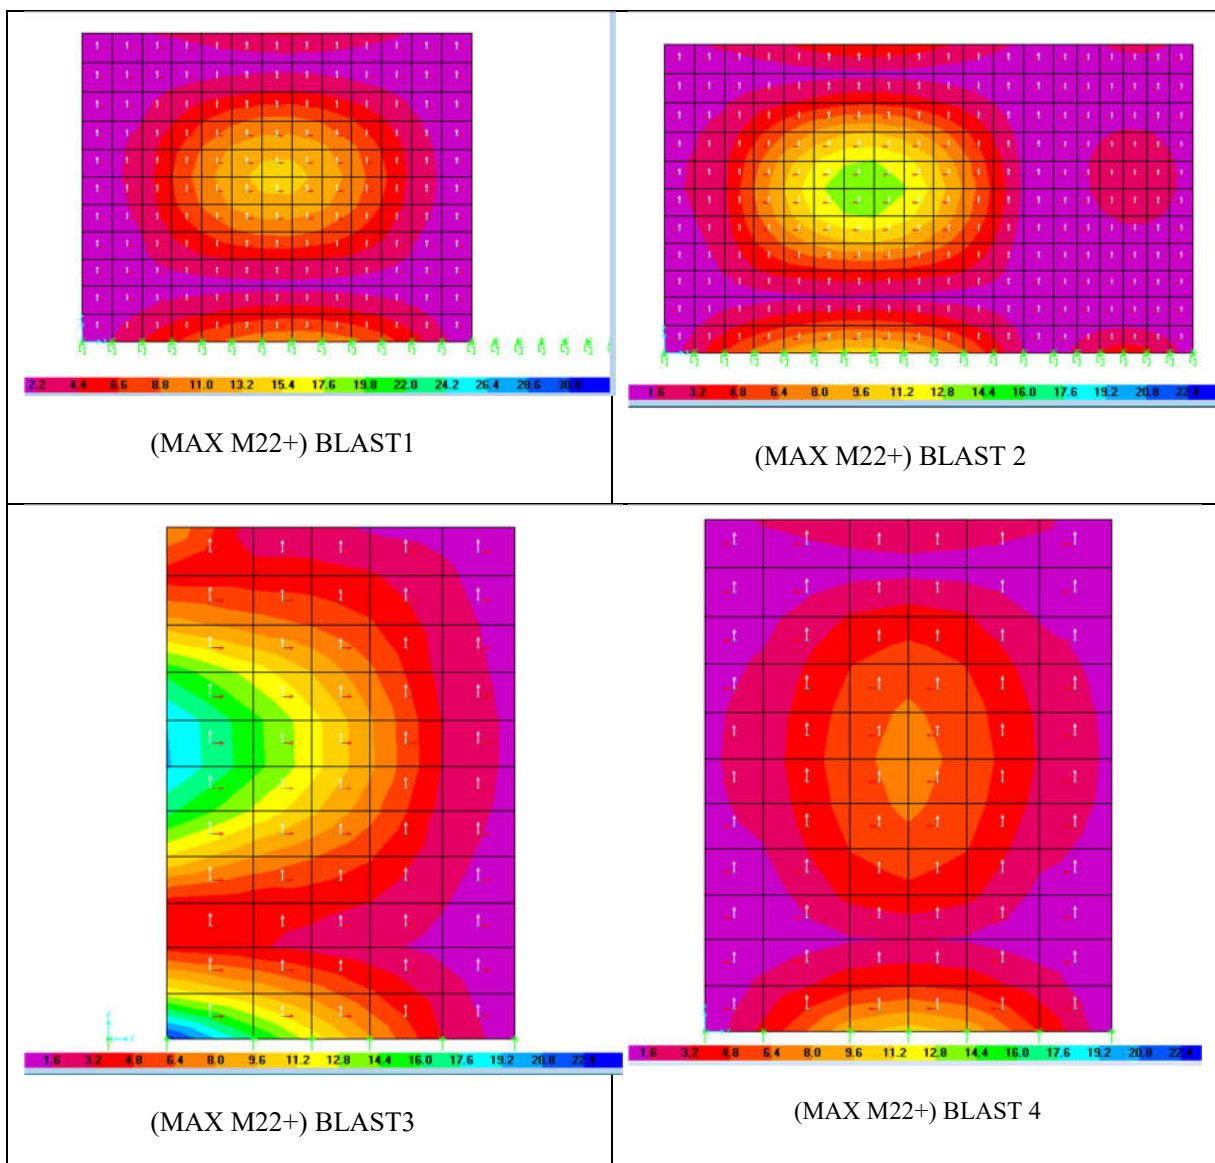 2.2 4.4 6.6 8.8 11.0 13.2 15.4 17.6 19.8 22.0 24.2 26.4 28.6 30.8
(MAX M22+) BLAST1
1.6 3.2 4.8 6.4 8.0 9.6 11.2 12.8 14.4 16.0 17.6 19.2 20.8 22.4
(MAX M22+) BLAST 2
1.6 3.2 4.8 6.4 8.0 9.6 11.2 12.8 14.4 16.0 17.6 19.2 20.8 22.4
(MAX M22+) BLAST3
1.6 3.2 4.8 6.4 8.0 9.6 11.2 12.8 14.4 16.0 17.6 19.2 20.8 22.4
(MAX M22+) BLAST 4